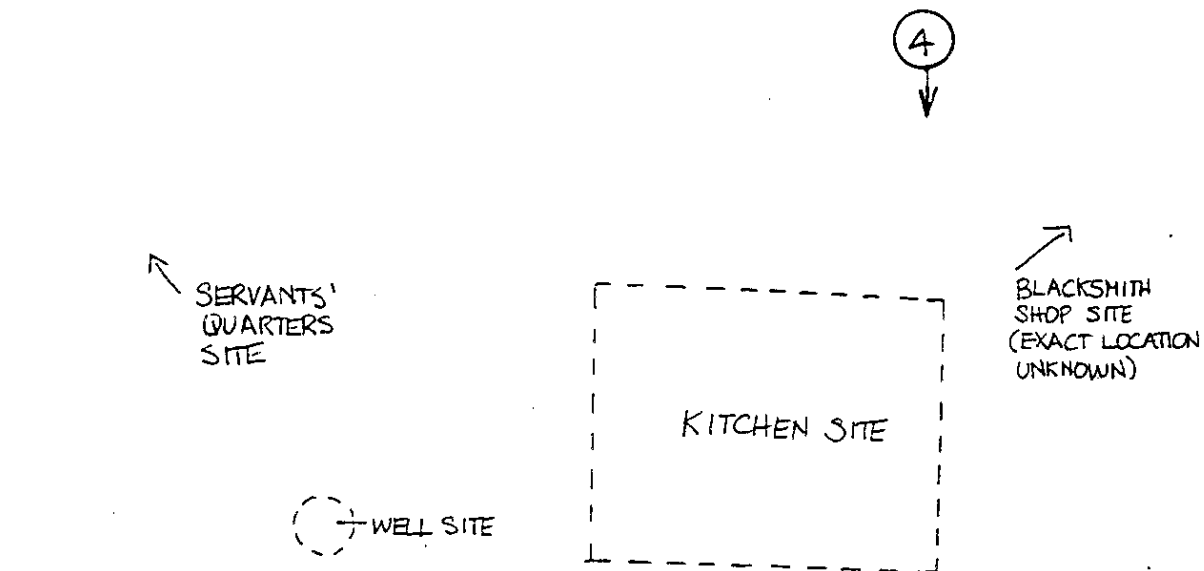 4
SERVANTS'
QUARTERS
SITE
BLACKSMITH
SHOP SITE
(EXACT LOCATION
UNKNOWN)
KITCHEN SITE
WELL SITE